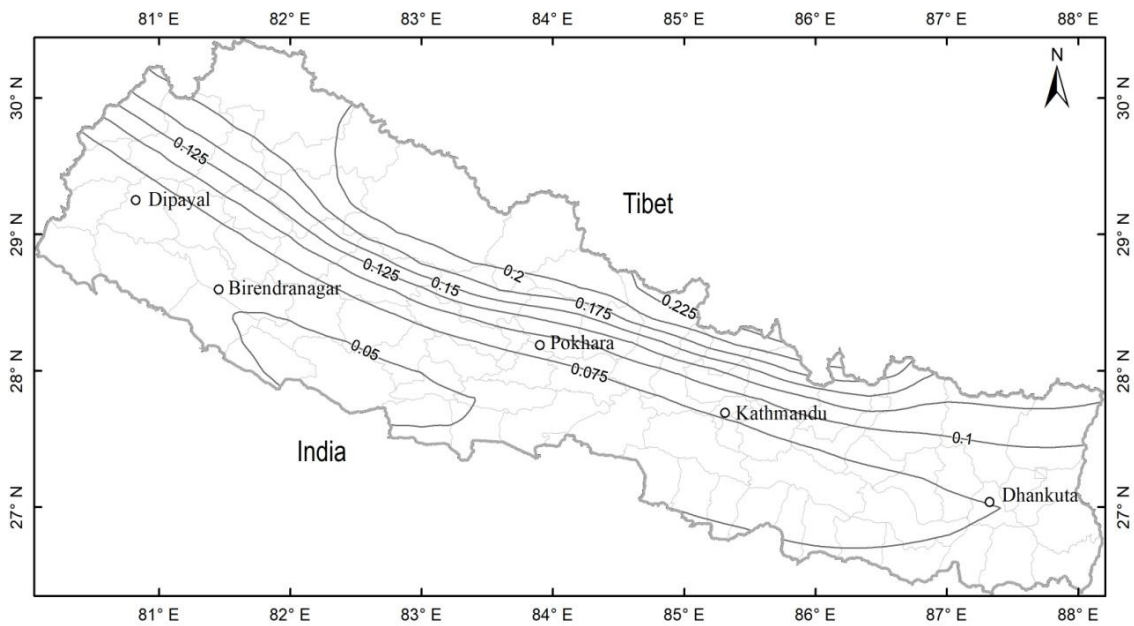 81° E 82° E 83° E 84° E 85° E 86° E 87° E 88° E
N
30° N 30° N
0.125
Dipayal
Tibet
29° N 29° N
0.2
0.125
0.15
0.225
0.175
Birendranagar
Pokhara
0.05
28° N 28° N
0.075
Kathmandu
India
0.1
Dhankuta
27° N 27° N
81° E 82° E 83° E 84° E 85° E 86° E 87° E 88° E